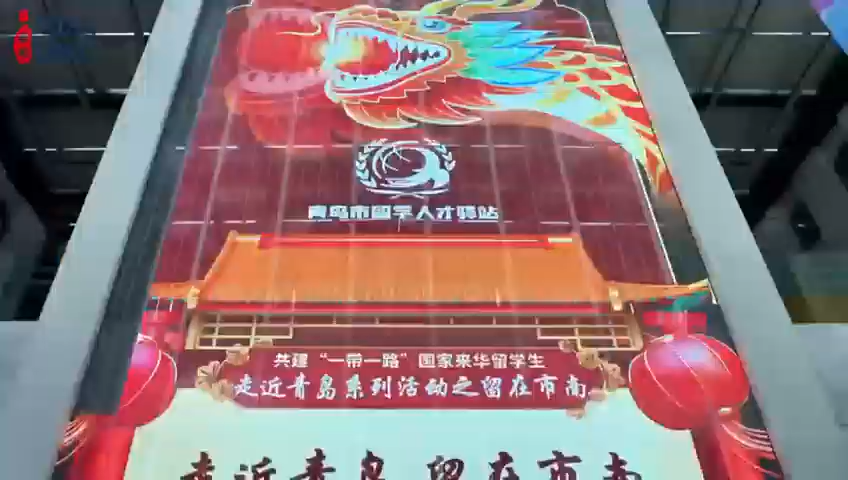 青岛市留学人才驿站
共建“一带一路”国家来华留学生
走近青岛系列活动之留在市南
走近青岛 留在市南